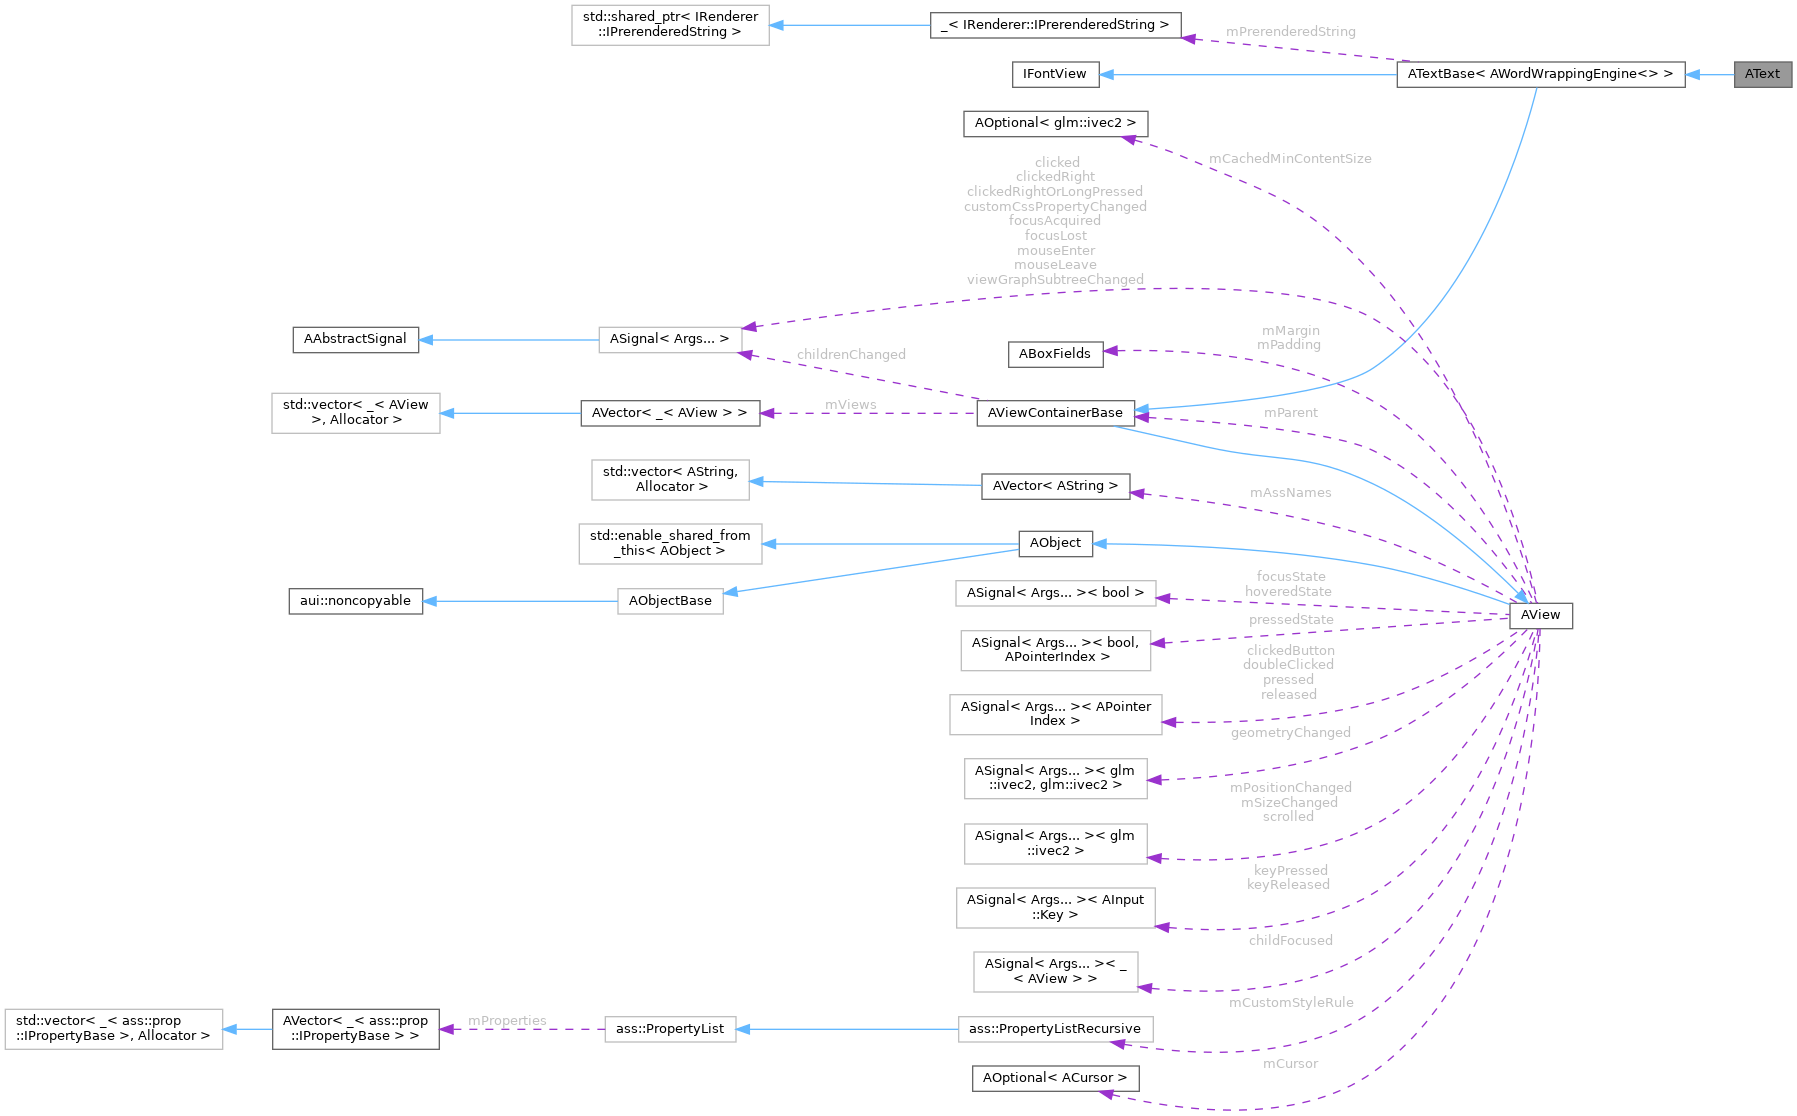 std::shared_ptr< IRenderer
::IPrerenderedString >
_< IRenderer::IPrerenderedString >
mPrerenderedString
IFontView
ATextBase< AWordWrappingEngine<> >
AText
AOptional< glm::ivec2 >
mCachedMinContentSize
clicked
clickedRight
clickedRightOrLongPressed
customCssPropertyChanged
focusAcquired
focusLost
mouseEnter
mouseLeave
viewGraphSubtreeChanged
AAbstractSignal
ASignal< Args... >
childrenChanged
ABoxFields
mMargin
mPadding
std::vector< _< AView
>, Allocator >
AVector< _< AView > >
mViews
AViewContainerBase
mParent
std::vector< AString,
Allocator >
AVector< AString >
mAssNames
std::enable_shared_from
_this< AObject >
AObject
aui::noncopyable
AObjectBase
ASignal< Args... >< bool >
focusState
hoveredState
AView
ASignal< Args... >< bool,
APointerIndex >
pressedState
ASignal< Args... >< APointer
Index >
clickedButton
doubleClicked
pressed
released
ASignal< Args... >< glm
::ivec2, glm::ivec2 >
geometryChanged
ASignal< Args... >< glm
::ivec2 >
mPositionChanged
mSizeChanged
scrolled
ASignal< Args... >< AInput
::Key >
keyPressed
keyReleased
ASignal< Args... >< _
< AView > >
childFocused
std::vector< _< ass::prop
::IPropertyBase >, Allocator >
AVector< _< ass::prop
::IPropertyBase > >
mProperties
ass::PropertyList
ass::PropertyListRecursive
mCustomStyleRule
AOptional< ACursor >
mCursor